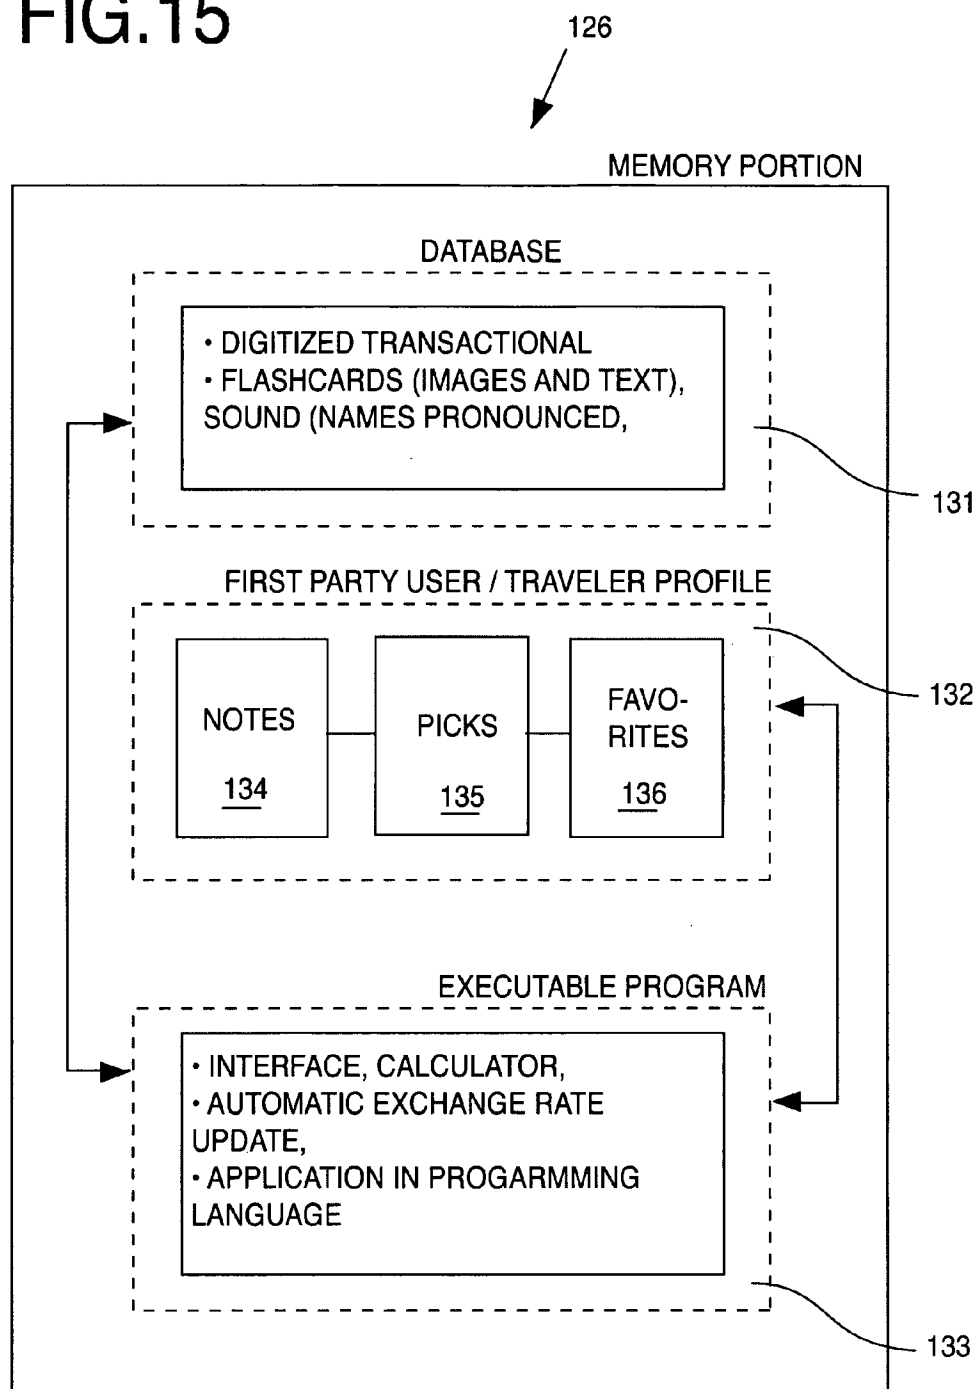 FIG.15
126
MEMORY PORTION
DATABASE
• DIGITIZED TRANSACTIONAL
• FLASHCARDS (IMAGES AND TEXT),
SOUND (NAMES PRONOUNCED,
131
FIRST PARTY USER / TRAVELER PROFILE
132
NOTES
134
PICKS
135
FAVO-
RITES
136
EXECUTABLE PROGRAM
• INTERFACE, CALCULATOR,
• AUTOMATIC EXCHANGE RATE
UPDATE,
• APPLICATION IN PROGARMMING
LANGUAGE
133